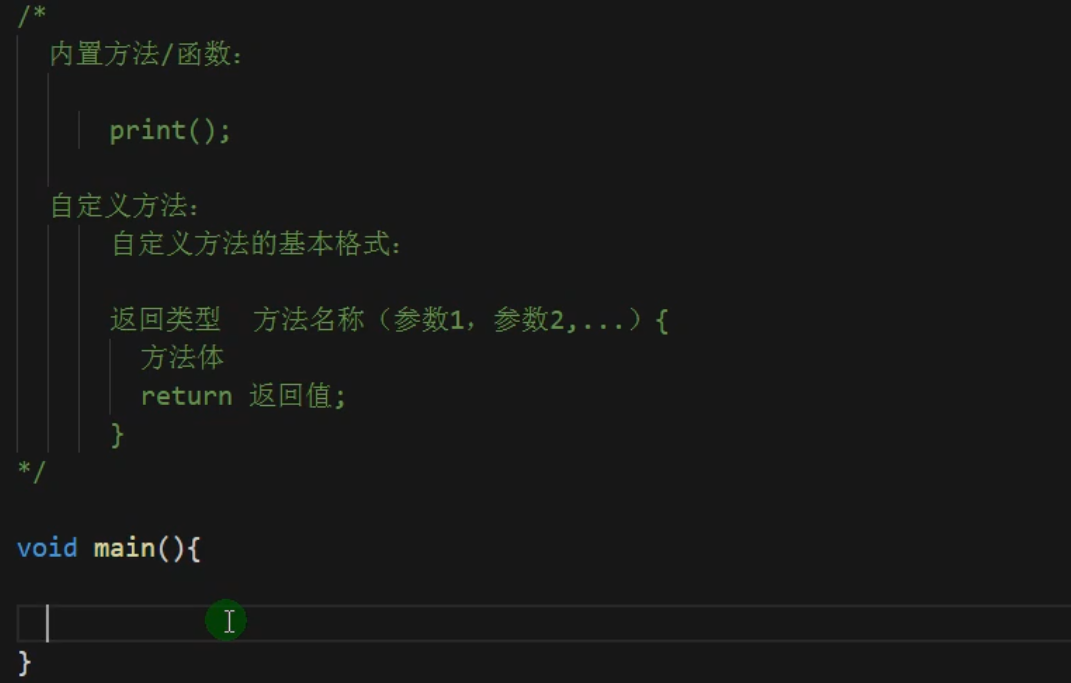 /*
内置方法/函数：
print();
自定义方法：
自定义方法的基本格式：
返回类型  方法名称（参数1，参数2,...）{
方法体
return 返回值;
}
*/
void main(){
}